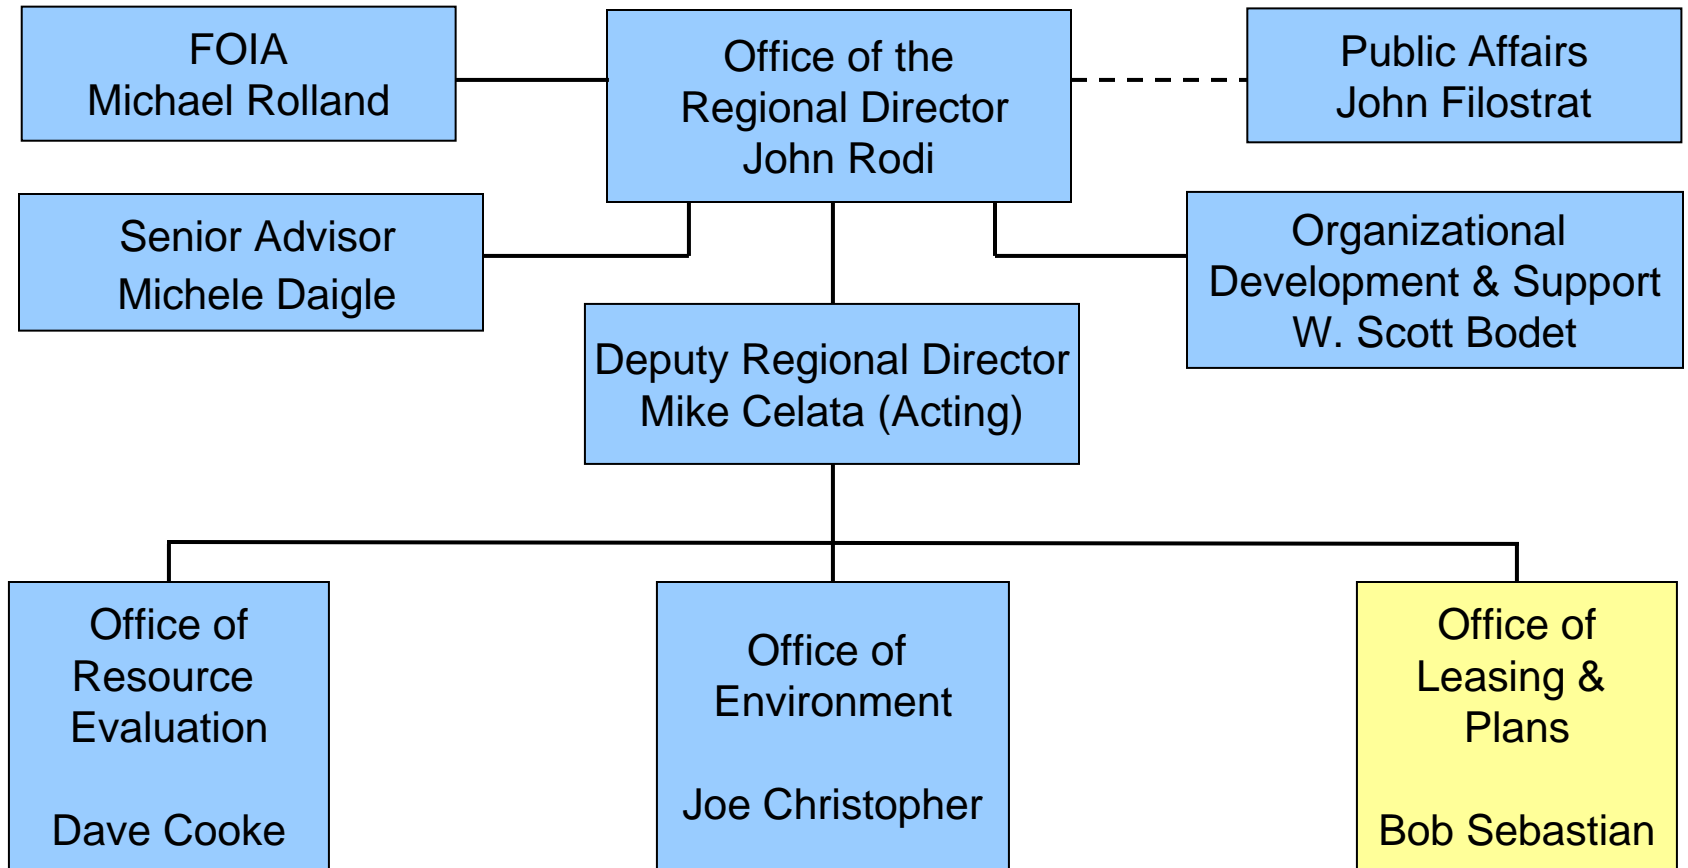 FOIA
Michael Rolland
Office of the
Regional Director
John Rodi
Public Affairs
John Filostrat
Senior Advisor
Michele Daigle
Organizational
Development & Support
W. Scott Bodet
Deputy Regional Director
Mike Celata (Acting)
Office of
Resource
Evaluation
Dave Cooke
Office of
Environment
Joe Christopher
Office of
Leasing &
Plans
Bob Sebastian